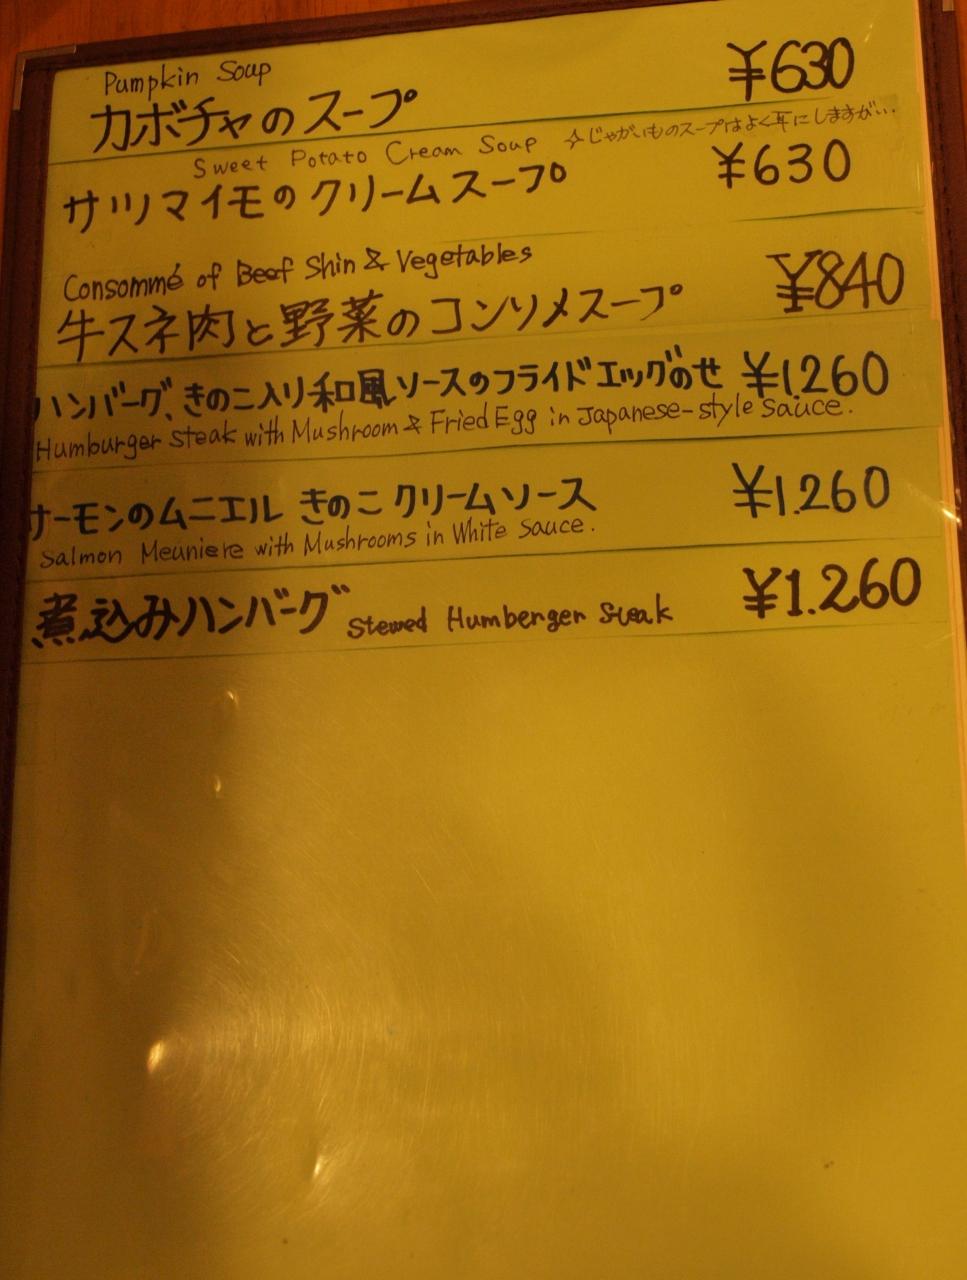 Pumpkin Soup
カボチャのスープ ¥630
Sweet Potato Cream Soup ☆じゃがいものスープはよく耳にしますが...
サツマイモのクリームスープ ¥630
Consommé of Beef Shin & Vegetables
牛スネ肉と野菜のコンソメスープ ¥840
ハンバーグ、きのこ入り和風ソースのフライドエッグのせ ¥1.260
Humburger steak with Mushroom & Fried Egg in Japanese-style sauce.
サーモンのムニエル きのこクリームソース ¥1.260
Salmon Meuniere with Mushrooms in White Sauce.
煮込みハンバーグ Stewed Humberger Steak ¥1.260